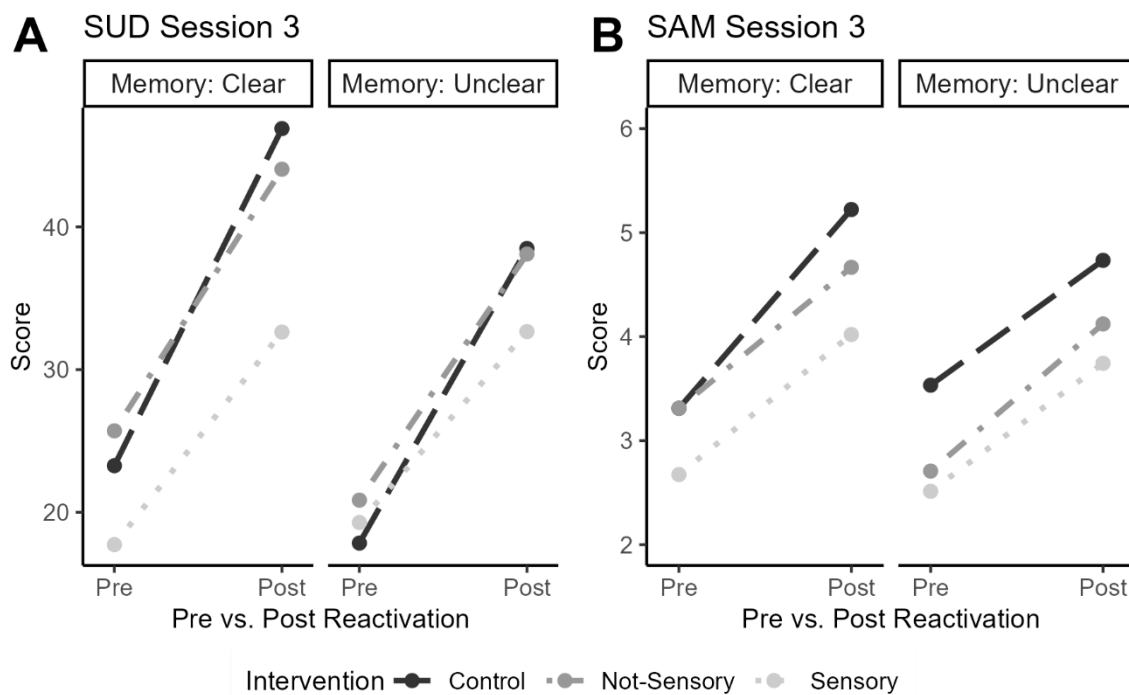 A SUD Session 3
Memory: Clear Memory: Unclear
40
30
20
Score
Pre Post Pre Post
Pre vs. Post Reactivation
B SAM Session 3
Memory: Clear Memory: Unclear
6
5
4
3
2
Score
Pre Post Pre Post
Pre vs. Post Reactivation
Intervention Control Not-Sensory Sensory